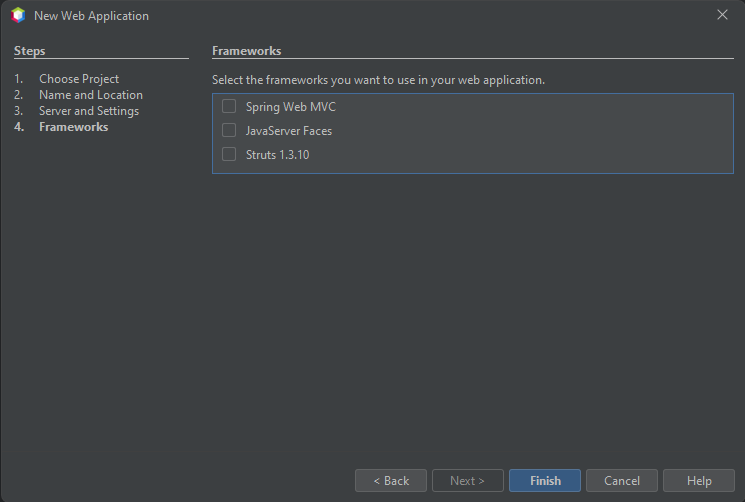 New Web Application
Steps
1. Choose Project
2. Name and Location
3. Server and Settings
4. Frameworks
Frameworks
Select the frameworks you want to use in your web application.
Spring Web MVC
JavaServer Faces
Struts 1.3.10
< Back
Next >
Finish
Cancel
Help